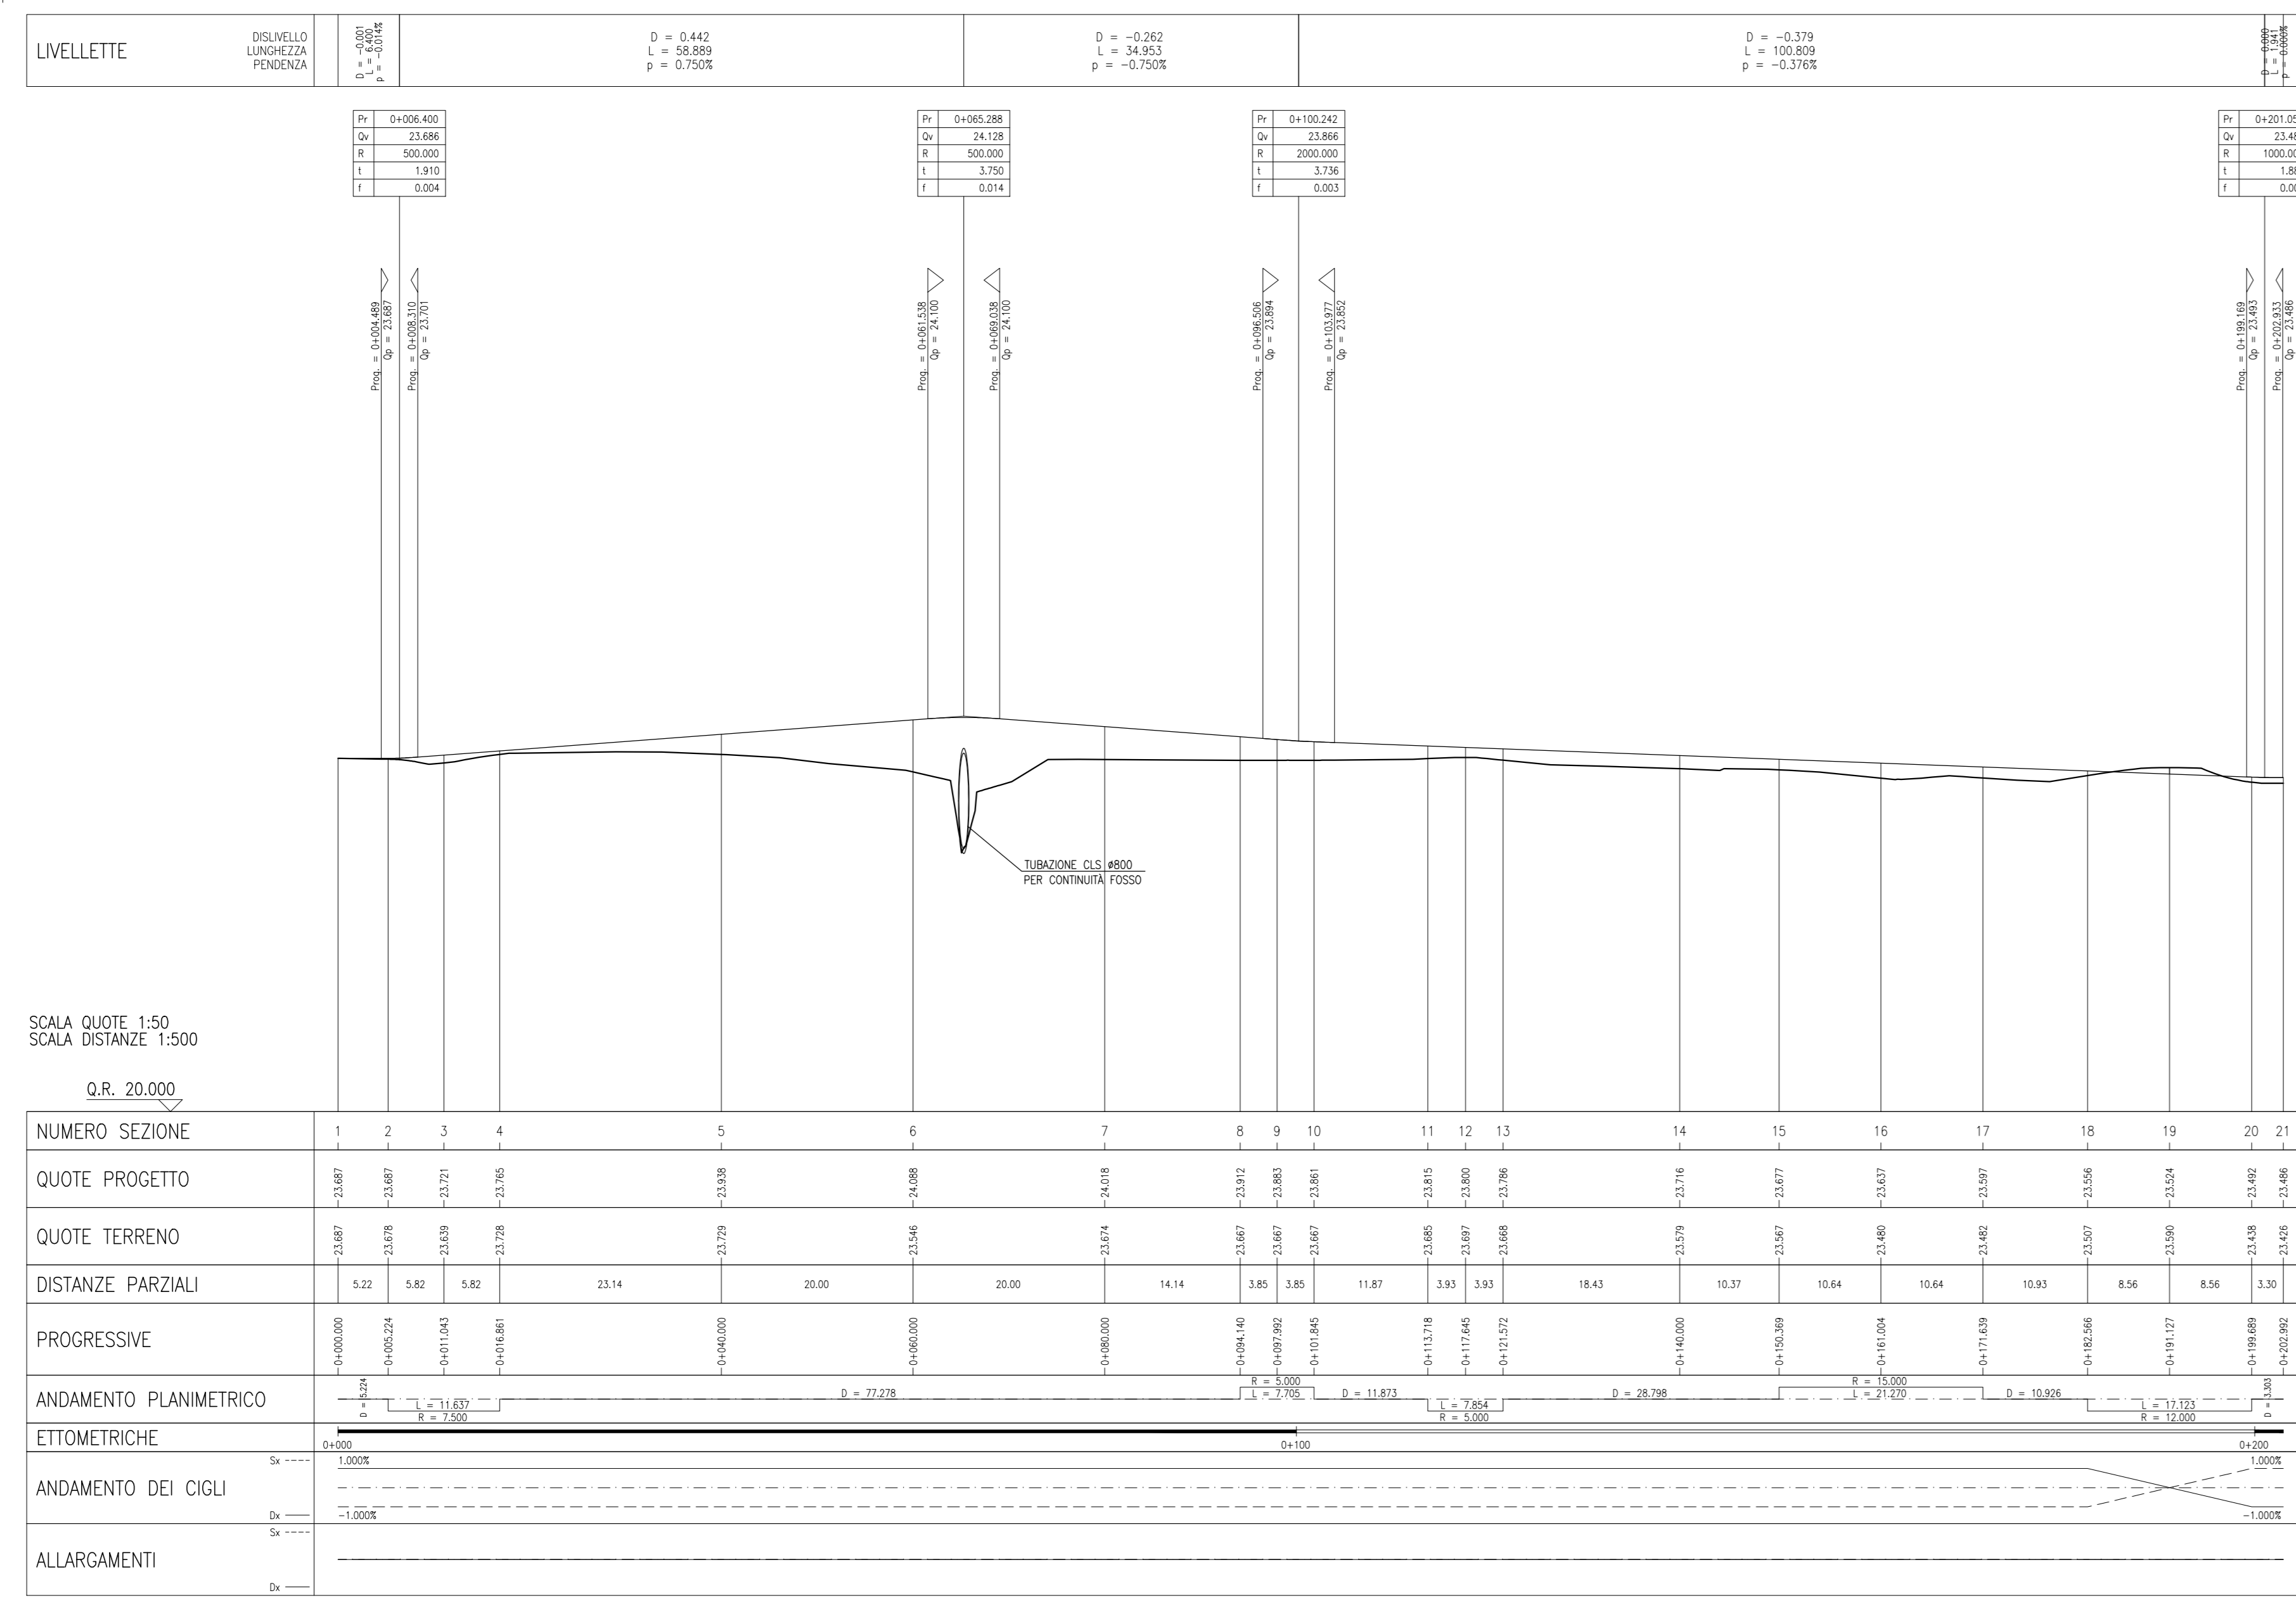 LIVELLETTE
DISLIVELLO
LUNGHEZZA
PENDENZA
D = -0.001
L = 6.400
p = -0.014%
D = 0.442
L = 58.889
p = 0.750%
D = -0.262
L = 34.953
p = -0.750%
D = -0.379
L = 100.809
p = -0.376%
D = 0.000
L = 1.941
p = 0.000%
Pr 0+006.400
Qv 23.686
R 500.000
t 1.910
f 0.004
Pr 0+065.288
Qv 24.128
R 500.000
t 3.750
f 0.014
Pr 0+100.242
Qv 23.866
R 2000.000
t 3.736
f 0.003
Pr 0+201.05
Qv 23.48
R 1000.00
t 1.88
f 0.00
Prog. = 0+004.489
Qp = 23.687
Prog. = 0+008.310
Qp = 23.701
Prog. = 0+061.538
Qp = 24.100
Prog. = 0+069.038
Qp = 24.100
Prog. = 0+096.506
Qp = 23.894
Prog. = 0+103.977
Qp = 23.852
Prog. = 0+199.169
Qp = 23.493
Prog. = 0+202.933
Qp = 23.486
TUBAZIONE CLS ø800
PER CONTINUITÀ FOSSO
SCALA QUOTE 1:50
SCALA DISTANZE 1:500
Q.R. 20.000
NUMERO SEZIONE 1 2 3 4 5 6 7 8 9 10 11 12 13 14 15 16 17 18 19 20 21
QUOTE PROGETTO 23.687 23.687 23.721 23.765 23.938 24.088 24.018 23.912 23.883 23.861 23.815 23.800 23.786 23.716 23.677 23.637 23.597 23.556 23.524 23.492 23.486
QUOTE TERRENO 23.687 23.678 23.639 23.728 23.729 23.546 23.674 23.667 23.667 23.667 23.685 23.697 23.668 23.579 23.567 23.480 23.482 23.507 23.590 23.438 23.426
DISTANZE PARZIALI 5.22 5.82 5.82 23.14 20.00 20.00 14.14 3.85 3.85 11.87 3.93 3.93 18.43 10.37 10.64 10.64 10.93 8.56 8.56 3.30
PROGRESSIVE 0+000.000 0+005.224 0+011.043 0+016.861 0+040.000 0+060.000 0+080.000 0+094.140 0+097.992 0+101.845 0+113.718 0+117.645 0+121.572 0+140.000 0+150.369 0+161.004 0+171.639 0+182.566 0+191.127 0+199.689 0+202.992
ANDAMENTO PLANIMETRICO
D = 5.224
L = 11.637
R = 7.500
D = 77.278
R = 5.000
L = 7.705
D = 11.873
L = 7.854
R = 5.000
D = 28.798
R = 15.000
L = 21.270
D = 10.926
L = 17.123
R = 12.000
D = 3.303
ETTOMETRICHE
0+000 0+100 0+200
ANDAMENTO DEI CIGLI
Sx
1.000% 1.000%
Dx
-1.000% -1.000%
ALLARGAMENTI
Sx
Dx